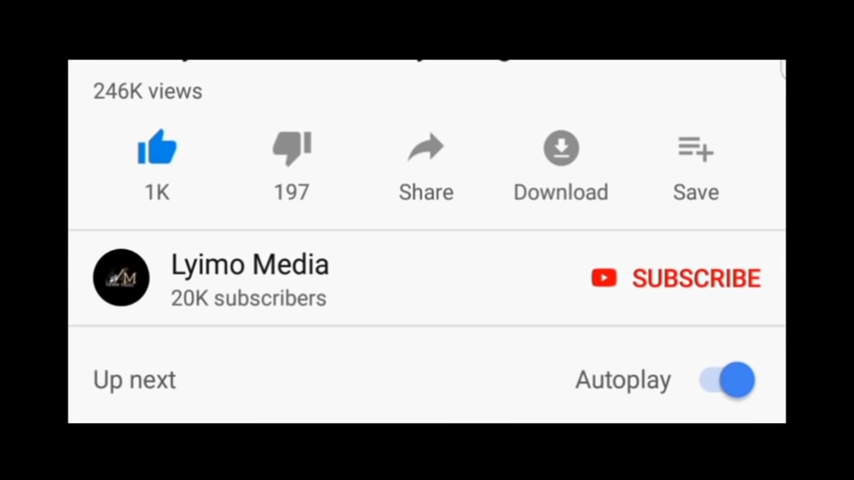 246K views
1K 197 Share Download Save
Lyimo Media
20K subscribers
SUBSCRIBE
Up next Autoplay